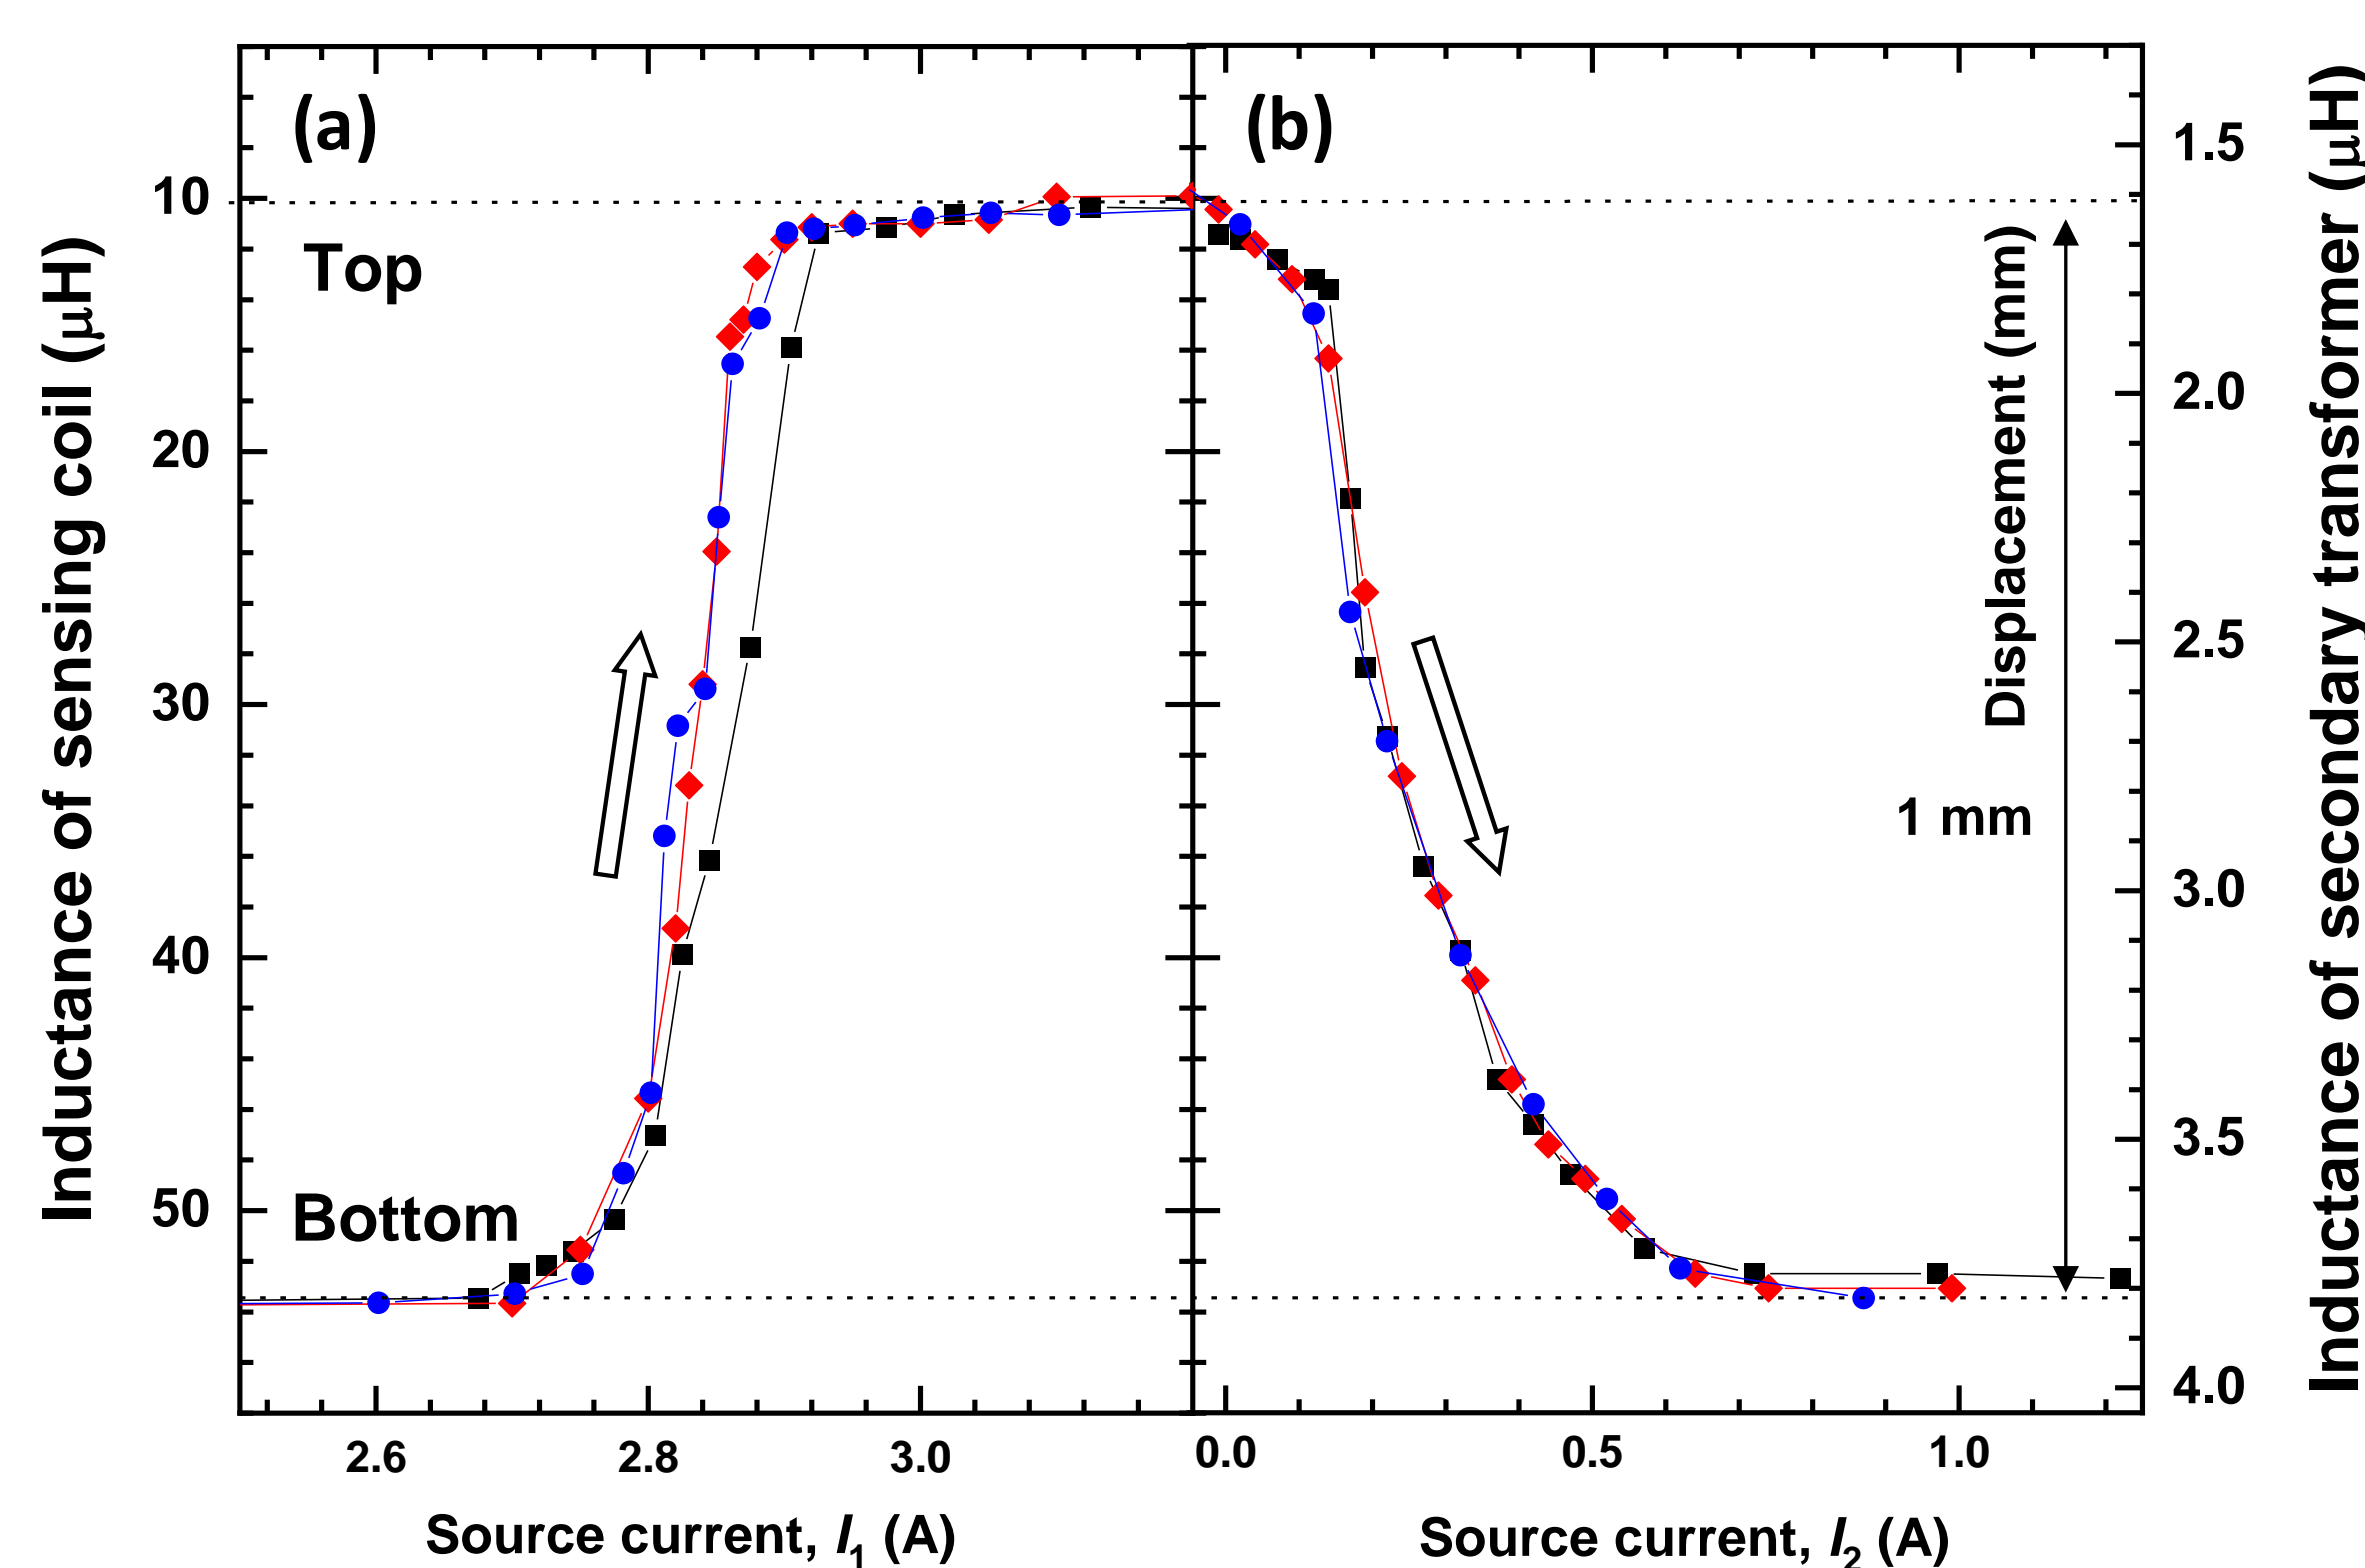 (a)
(b)
Top
Bottom
Inductance of sensing coil (μH)
10
20
30
40
50
2.6
2.8
3.0
Source current, I1 (A)
0.0
0.5
1.0
Source current, I2 (A)
Displacement (mm)
1 mm
1.5
2.0
2.5
3.0
3.5
4.0
Inductance of secondary transformer (μH)